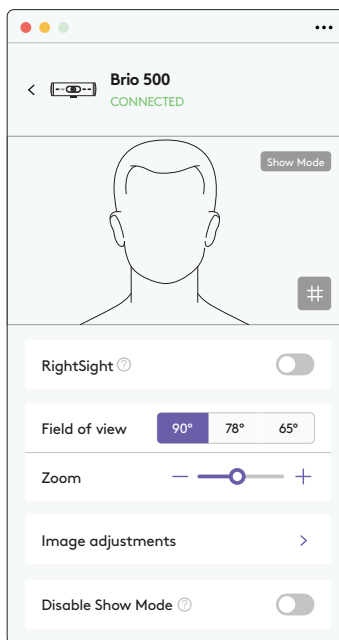 Brio 500
CONNECTED
Show Mode
RightSight ?
Field of view 90° 78° 65°
Zoom
Image adjustments
Disable Show Mode ?